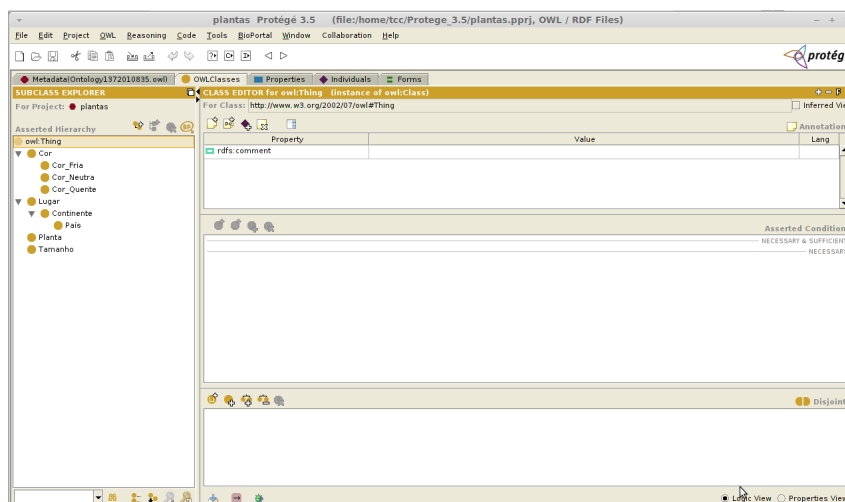 plantas Protégé 3.5 (file:/home/tcc/Protege_3.5/plantas.pprj, OWL / RDF Files)
File Edit Project OWL Reasoning Code Tools BioPortal Window Collaboration Help
protég
Metadata(Ontology1372010835.owl) OWLClasses Properties Individuals Forms
SUBCLASS EXPLORER
CLASS EDITOR for owl:Thing (instance of owl:Class)
For Project: plantas
For Class: http://www.w3.org/2002/07/owl#Thing
Inferred Vie
Asserted Hierarchy
Annotation
Property Value Lang
owl:Thing
rdfs:comment
Cor
Cor_Fria
Cor_Neutra
Cor_Quente
Lugar
Continente
País
Planta
Tamanho
Asserted Condition
NECESSARY & SUFFICIEN
NECESSARY
Disjoint
Logic View Properties View